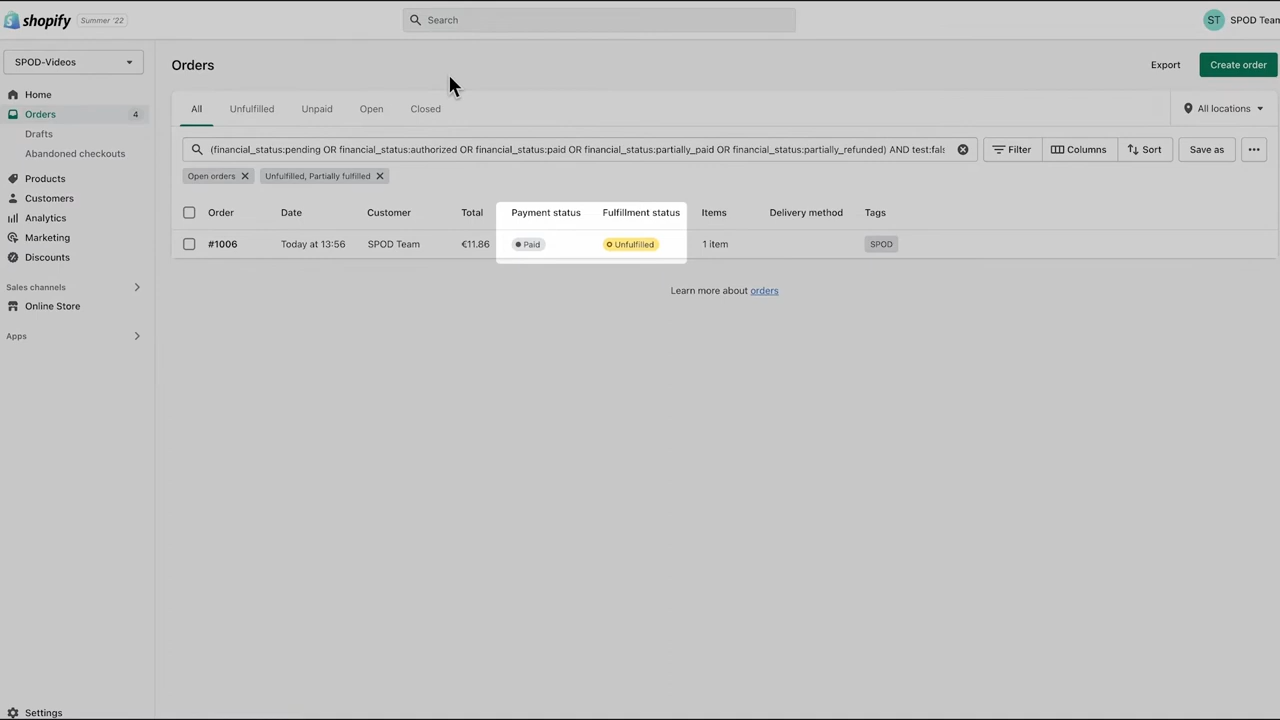 shopify Summer '22
Search
ST SPOD Team
SPOD-Videos
Home
Orders 4
Drafts
Abandoned checkouts
Products
Customers
Analytics
Marketing
Discounts
Sales channels
Online Store
Apps
Settings
Orders
Export
Create order
All Unfulfilled Unpaid Open Closed
All locations
(financial_status:pending OR financial_status:authorized OR financial_status:paid OR financial_status:partially_paid OR financial_status:partially_refunded) AND test:fals
Filter Columns Sort Save as
Open orders Unfulfilled, Partially fulfilled
Order Date Customer Total Payment status Fulfillment status Items Delivery method Tags
#1006 Today at 13:56 SPOD Team €11.86 Paid Unfulfilled 1 item SPOD
Learn more about orders